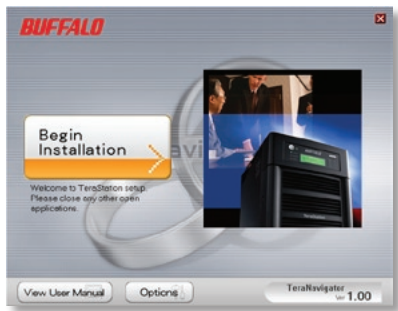 BUFFALO
Begin
Installation
Welcome to TeraStation setup.
Please close any other open
applications.
View User Manual
Options
TeraNavigator
Ver 1.00